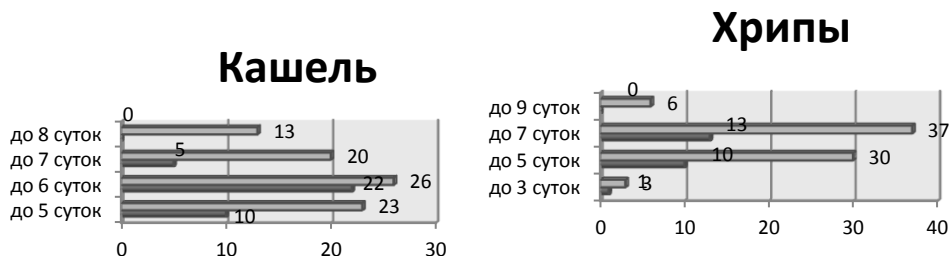 Кашель
0
до 8 суток 13
5
до 7 суток 20
до 6 суток 22 26
до 5 суток 23
10
0 10 20 30
Хрипы
0
до 9 суток 6
до 7 суток 13 37
до 5 суток 10 30
до 3 суток 1 3
0 10 20 30 40